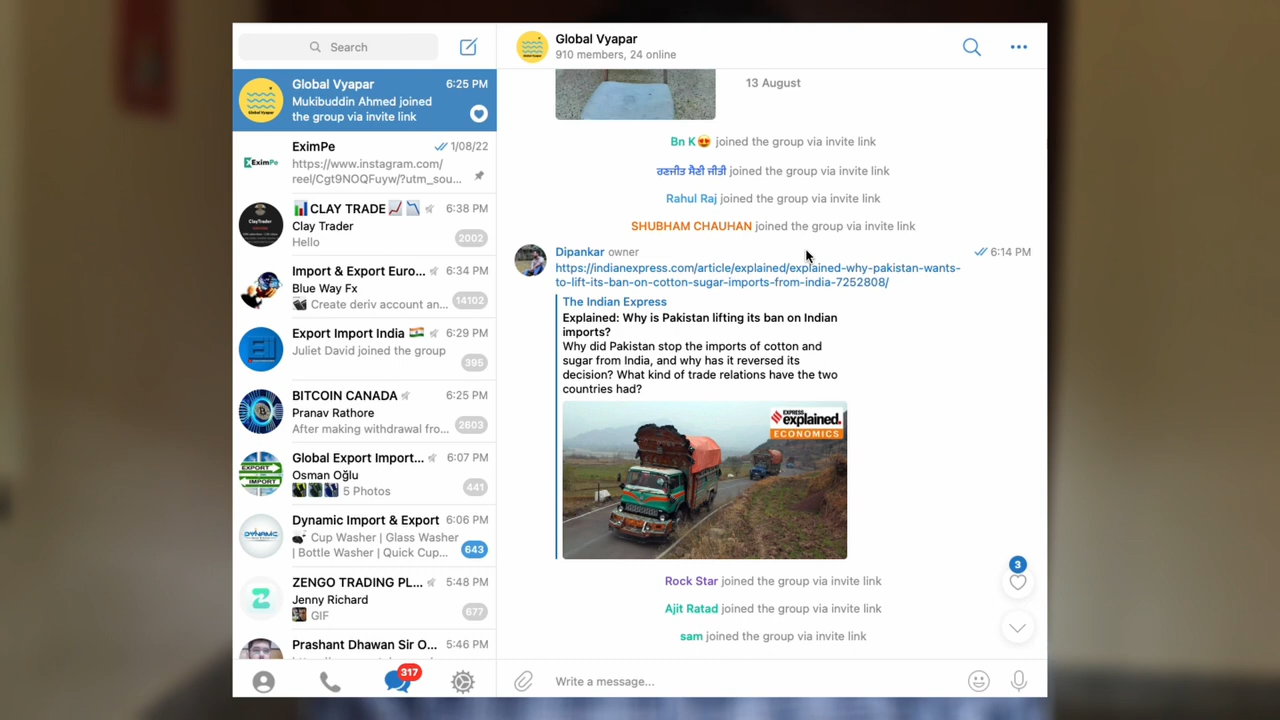 Search
Global Vyapar
6:25 PM
Mukibuddin Ahmed joined
the group via invite link
EximPe
1/08/22
https://www.instagram.com/
reel/Cgt9NOQFuyw/?utm_sou...
📊CLAY TRADE📈📉
6:38 PM
Clay Trader
Hello
2002
Import & Export Euro...
6:34 PM
Blue Way Fx
Create deriv account an...
14102
Export Import India 🇮🇳
6:29 PM
Juliet David joined the group
395
BITCOIN CANADA
6:25 PM
Pranav Rathore
After making withdrawal fro...
2603
Global Export Import...
6:07 PM
Osman Oğlu
5 Photos
441
Dynamic Import & Export
6:06 PM
Cup Washer | Glass Washer
| Bottle Washer | Quick Cup...
643
ZENGO TRADING PL...
5:48 PM
Jenny Richard
GIF
677
Prashant Dhawan Sir O...
5:46 PM
317
Global Vyapar
910 members, 24 online
13 August
Bn K😍 joined the group via invite link
ਰਣਜੀਤ ਸੈਣੀ ਜੀਤੀ joined the group via invite link
Rahul Raj joined the group via invite link
SHUBHAM CHAUHAN joined the group via invite link
Dipankar owner
6:14 PM
https://indianexpress.com/article/explained/explained-why-pakistan-wants-
to-lift-its-ban-on-cotton-sugar-imports-from-india-7252808/
The Indian Express
Explained: Why is Pakistan lifting its ban on Indian
imports?
Why did Pakistan stop the imports of cotton and
sugar from India, and why has it reversed its
decision? What kind of trade relations have the two
countries had?
EXPRESS
explained.
ECONOMICS
Rock Star joined the group via invite link
3
Ajit Ratad joined the group via invite link
sam joined the group via invite link
Write a message...